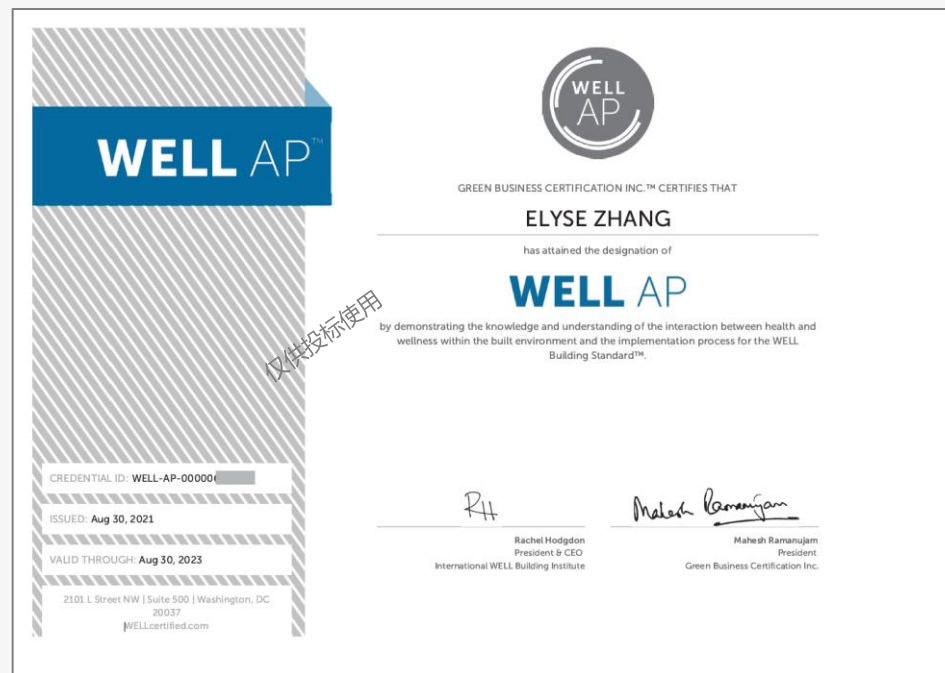 WELL AP™
WELL
AP
GREEN BUSINESS CERTIFICATION INC.™ CERTIFIES THAT
ELYSE ZHANG
has attained the designation of
WELL AP
by demonstrating the knowledge and understanding of the interaction between health and
wellness within the built environment and the implementation process for the WELL
Building Standard™.
仅供投标使用
CREDENTIAL ID: WELL-AP-00000
ISSUED: Aug 30, 2021
VALID THROUGH: Aug 30, 2023
2101 L Street NW | Suite 500 | Washington, DC
20037
WELLcertified.com
RH
Mahesh Ramanujam
Rachel Hodgdon
President & CEO
International WELL Building Institute
Mahesh Ramanujam
President
Green Business Certification Inc.